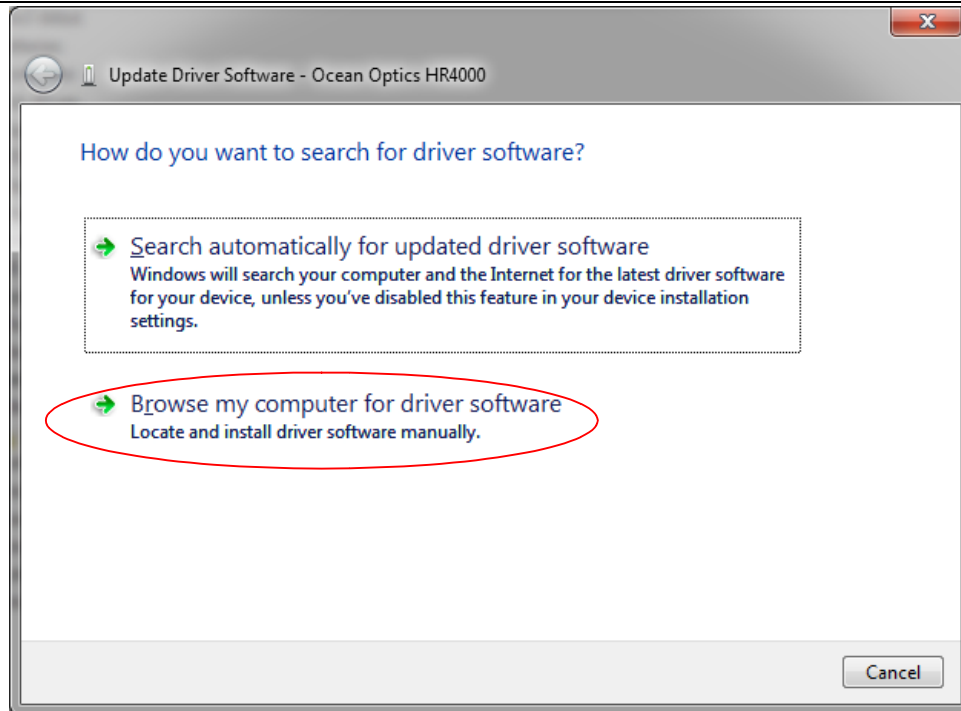 Update Driver Software - Ocean Optics HR4000
How do you want to search for driver software?
Search automatically for updated driver software
Windows will search your computer and the Internet for the latest driver software
for your device, unless you've disabled this feature in your device installation
settings.
Browse my computer for driver software
Locate and install driver software manually.
Cancel